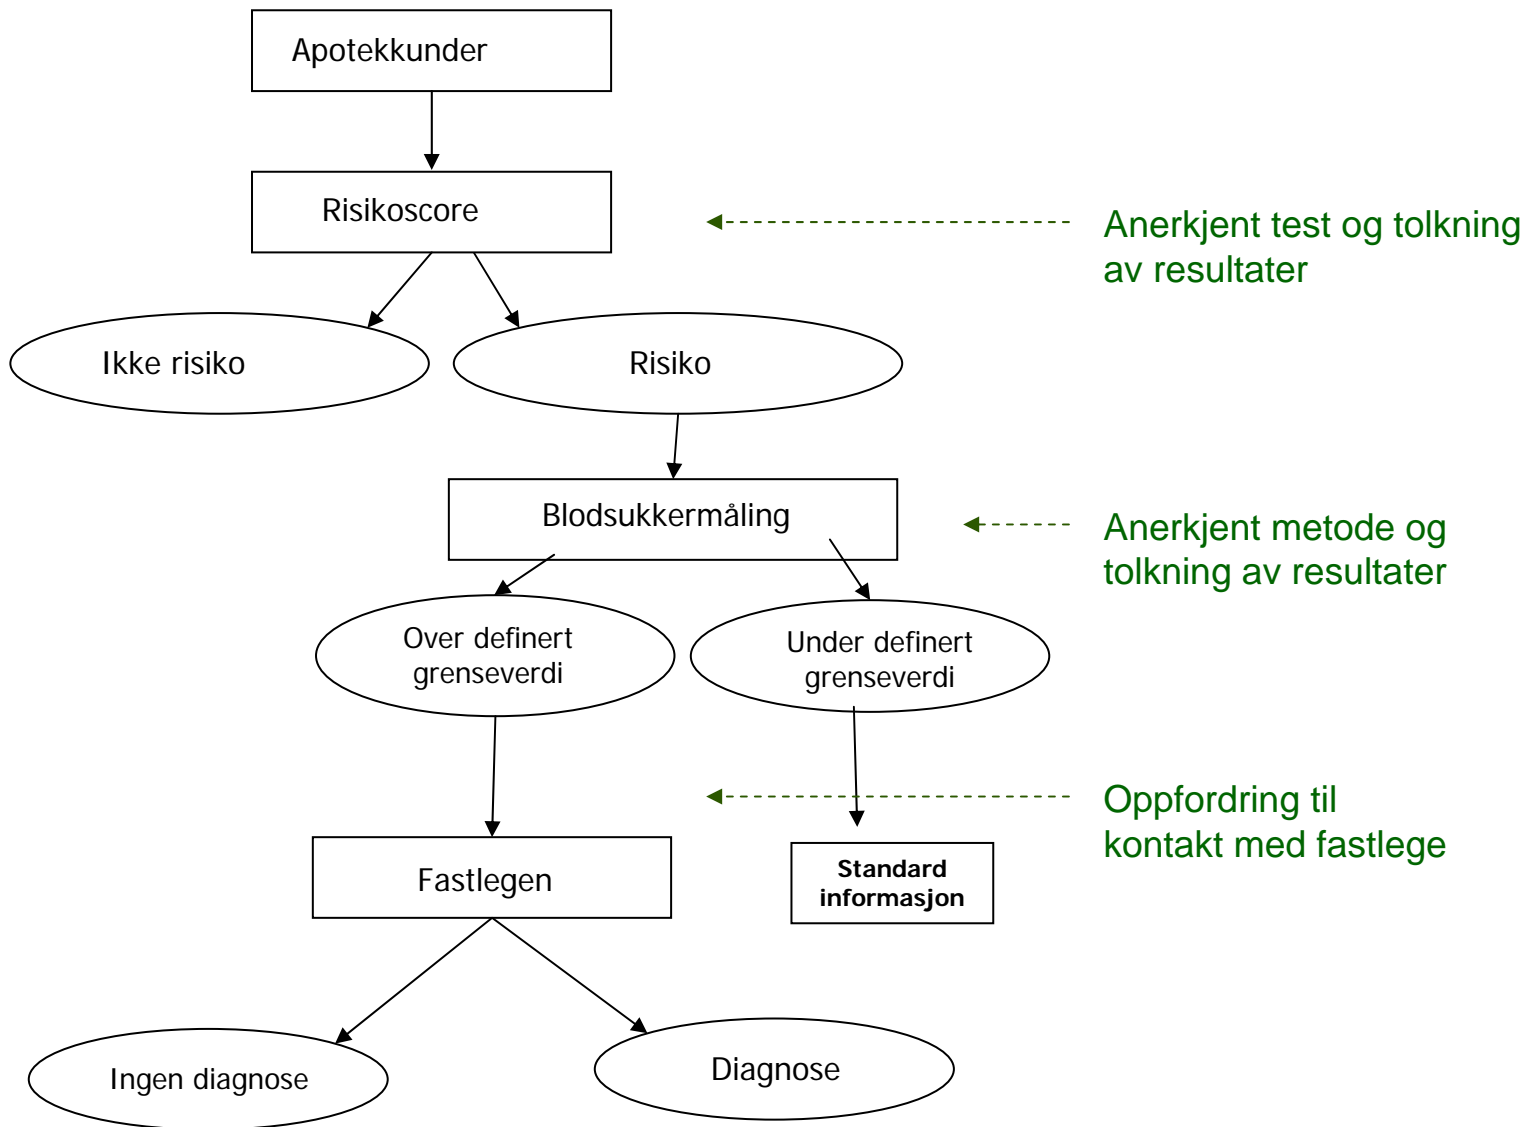 Apotekkunder
Risikoscore
Anerkjent test og tolkning
av resultater
Ikke risiko
Risiko
Blodsukkermåling
Anerkjent metode og
tolkning av resultater
Over definert
grenseverdi
Under definert
grenseverdi
Oppfordring til
kontakt med fastlege
Fastlegen
Standard
informasjon
Ingen diagnose
Diagnose